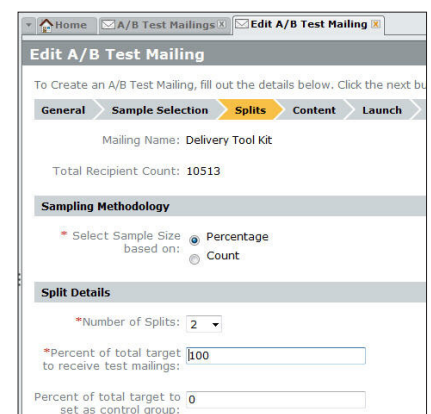 Home A/B Test Mailings Edit A/B Test Mailing
Edit A/B Test Mailing
To Create an A/B Test Mailing, fill out the details below. Click the next
General Sample Selection Splits Content Launch
Mailing Name: Delivery Tool Kit
Total Recipient Count: 10513
Sampling Methodology
* Select Sample Size based on: Percentage
Count
Split Details
*Number of Splits: 2
*Percent of total target to receive test mailings: 100
Percent of total target to set as control group: 0